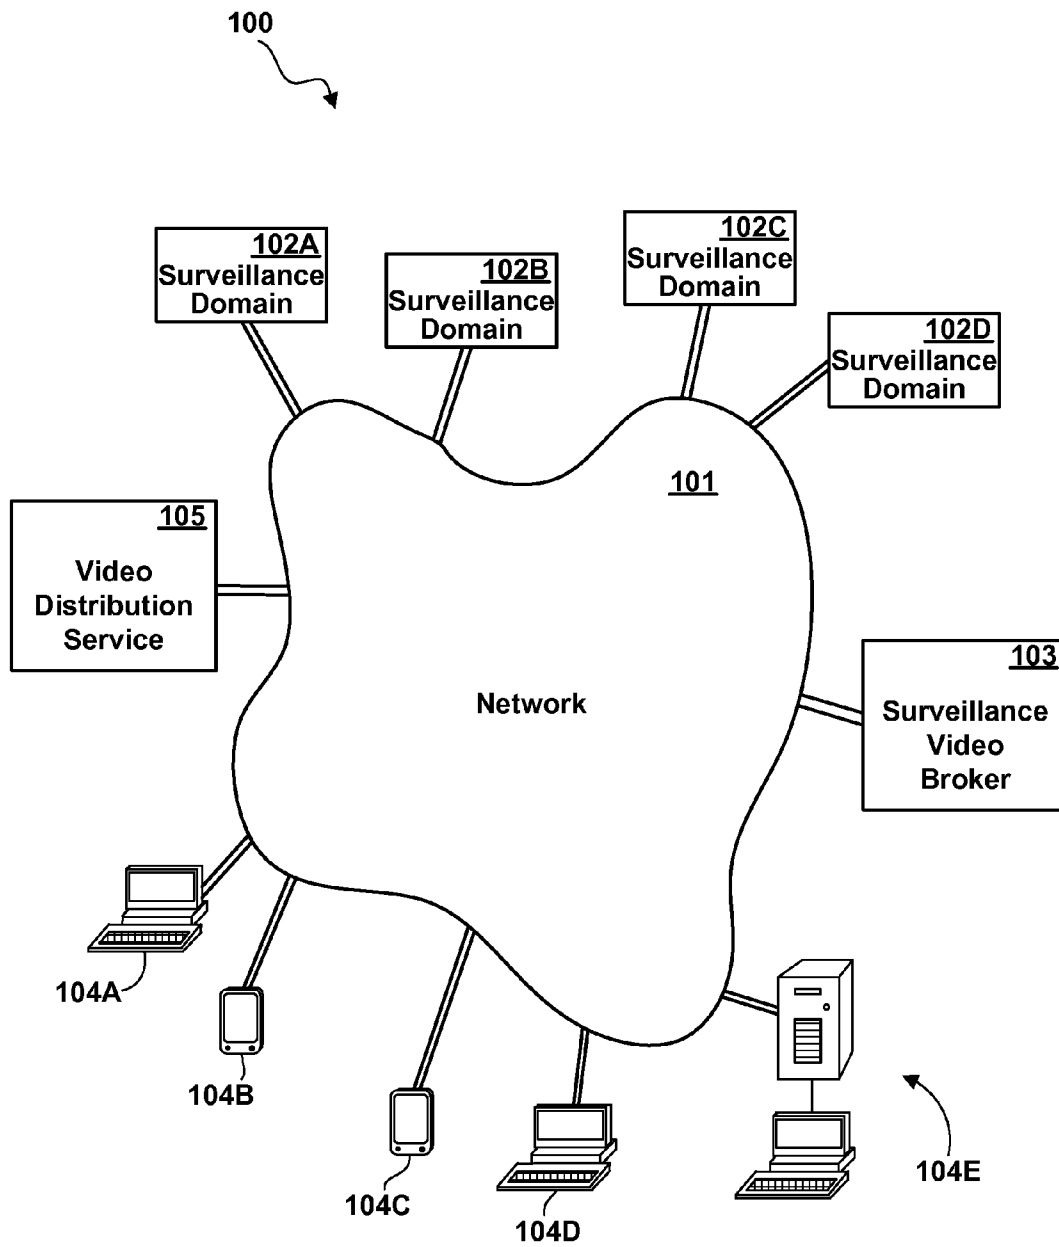 100
102A
Surveillance
Domain
102B
Surveillance
Domain
102C
Surveillance
Domain
102D
Surveillance
Domain
101
Network
105
Video
Distribution
Service
103
Surveillance
Video
Broker
104A
104B
104C
104D
104E